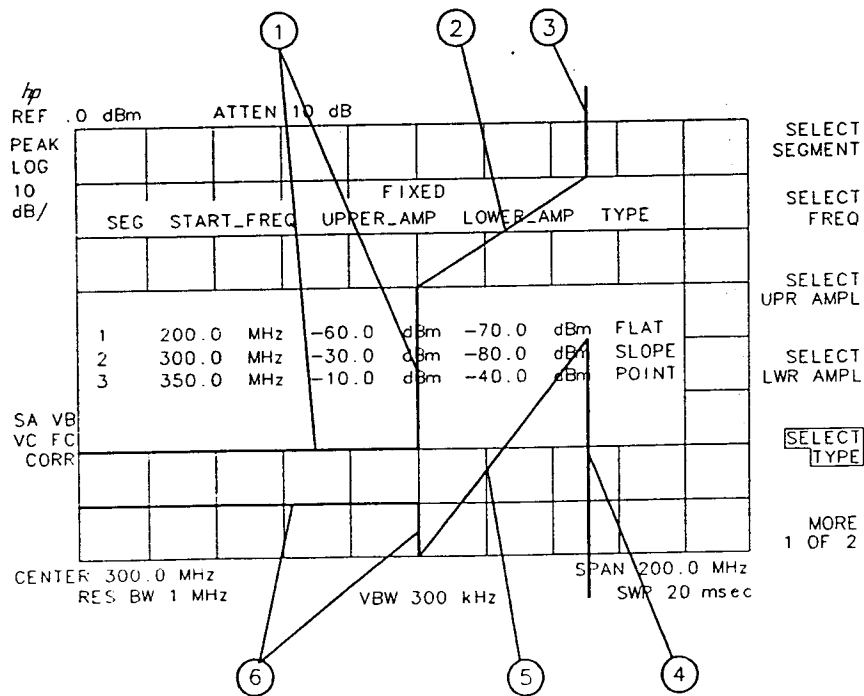 1 2 3
hp
REF .0 dBm ATTEN 10 dB
PEAK
LOG
10
dB/
FIXED
SEG START_FREQ UPPER_AMP LOWER_AMP TYPE
1 200.0 MHz -60.0 dBm -70.0 dBm FLAT
2 300.0 MHz -30.0 dBm -80.0 dBm SLOPE
3 350.0 MHz -10.0 dBm -40.0 dBm POINT
SA VB
VC FC
CORR
CENTER 300.0 MHz SPAN 200.0 MHz
RES BW 1 MHz VBW 300 kHz SWP 20 msec
SELECT
SEGMENT
SELECT
FREQ
SELECT
UPR AMPL
SELECT
LWR AMPL
SELECT
TYPE
MORE
1 OF 2
6 5 4